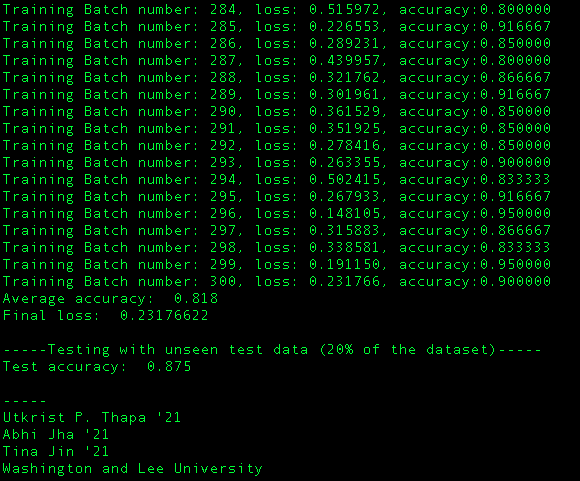 Training Batch number: 284, loss: 0.515972, accuracy:0.800000
Training Batch number: 285, loss: 0.226553, accuracy:0.916667
Training Batch number: 286, loss: 0.289231, accuracy:0.850000
Training Batch number: 287, loss: 0.439957, accuracy:0.800000
Training Batch number: 288, loss: 0.321762, accuracy:0.866667
Training Batch number: 289, loss: 0.301961, accuracy:0.916667
Training Batch number: 290, loss: 0.361529, accuracy:0.850000
Training Batch number: 291, loss: 0.351925, accuracy:0.850000
Training Batch number: 292, loss: 0.278416, accuracy:0.850000
Training Batch number: 293, loss: 0.263355, accuracy:0.900000
Training Batch number: 294, loss: 0.502415, accuracy:0.833333
Training Batch number: 295, loss: 0.267933, accuracy:0.916667
Training Batch number: 296, loss: 0.148105, accuracy:0.950000
Training Batch number: 297, loss: 0.315883, accuracy:0.866667
Training Batch number: 298, loss: 0.338581, accuracy:0.833333
Training Batch number: 299, loss: 0.191150, accuracy:0.950000
Training Batch number: 300, loss: 0.231766, accuracy:0.900000
Average accuracy:  0.818
Final loss:  0.23176622
-----Testing with unseen test data (20% of the dataset)-----
Test accuracy:  0.875
-----
Utkrist P. Thapa '21
Abhi Jha '21
Tina Jin '21
Washington and Lee University